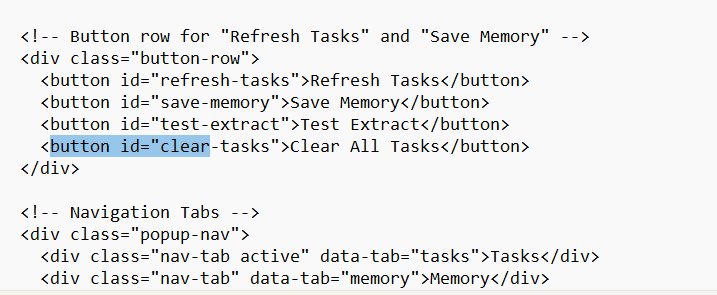 <!-- Button row for "Refresh Tasks" and "Save Memory" -->
<div class="button-row">
  <button id="refresh-tasks">Refresh Tasks</button>
  <button id="save-memory">Save Memory</button>
  <button id="test-extract">Test Extract</button>
  <button id="clear-tasks">Clear All Tasks</button>
</div>

<!-- Navigation Tabs -->
<div class="popup-nav">
  <div class="nav-tab active" data-tab="tasks">Tasks</div>
  <div class="nav-tab" data-tab="memory">Memory</div>